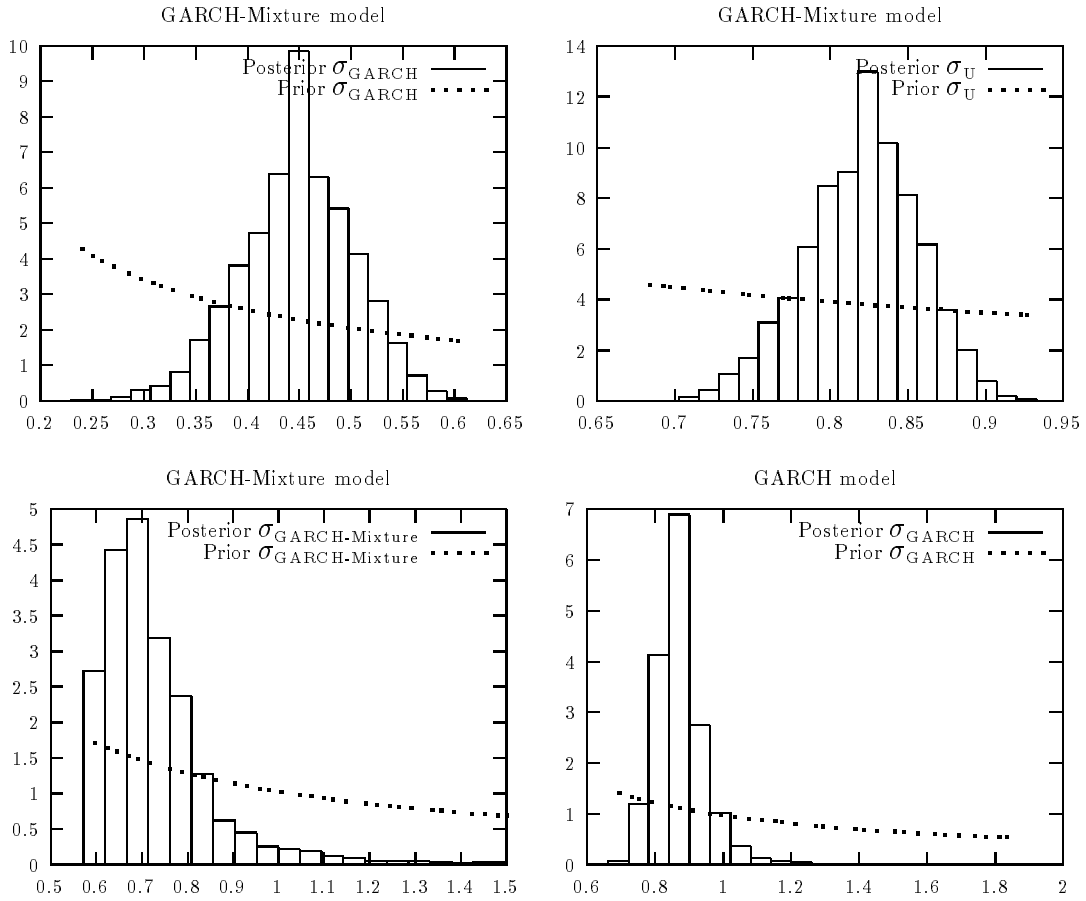 GARCH-Mixture model
10
9
8
7
6
5
4
3
2
1
0
Posterior σGARCH
Prior σGARCH
0.2 0.25 0.3 0.35 0.4 0.45 0.5 0.55 0.6 0.65
GARCH-Mixture model
14
12
10
8
6
4
2
0
Posterior σU
Prior σU
0.65 0.7 0.75 0.8 0.85 0.9 0.95
GARCH-Mixture model
5
4.5
4
3.5
3
2.5
2
1.5
1
0.5
0
Posterior σGARCH-Mixture
Prior σGARCH-Mixture
0.5 0.6 0.7 0.8 0.9 1 1.1 1.2 1.3 1.4 1.5
GARCH model
7
6
5
4
3
2
1
0
Posterior σGARCH
Prior σGARCH
0.6 0.8 1 1.2 1.4 1.6 1.8 2